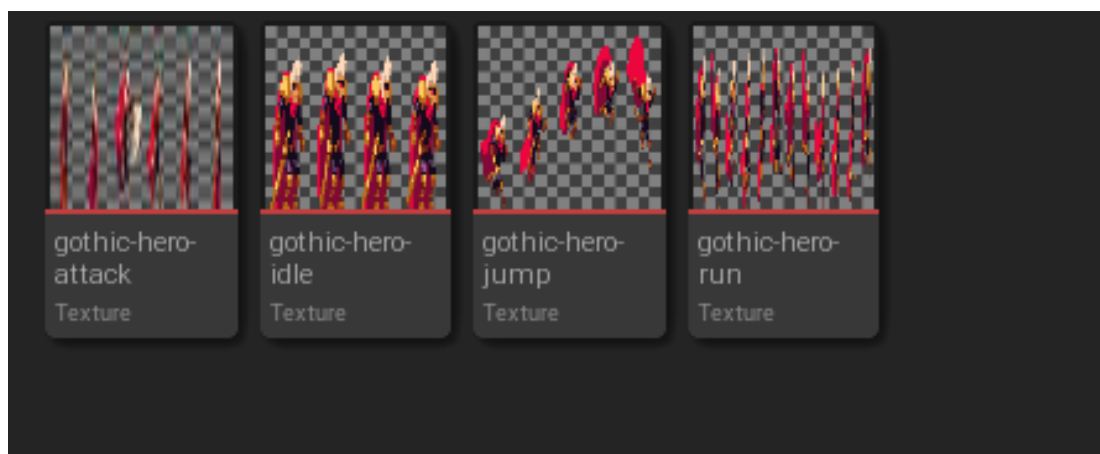 gothic-hero-
attack
Texture
gothic-hero-
idle
Texture
gothic-hero-
jump
Texture
gothic-hero-
run
Texture